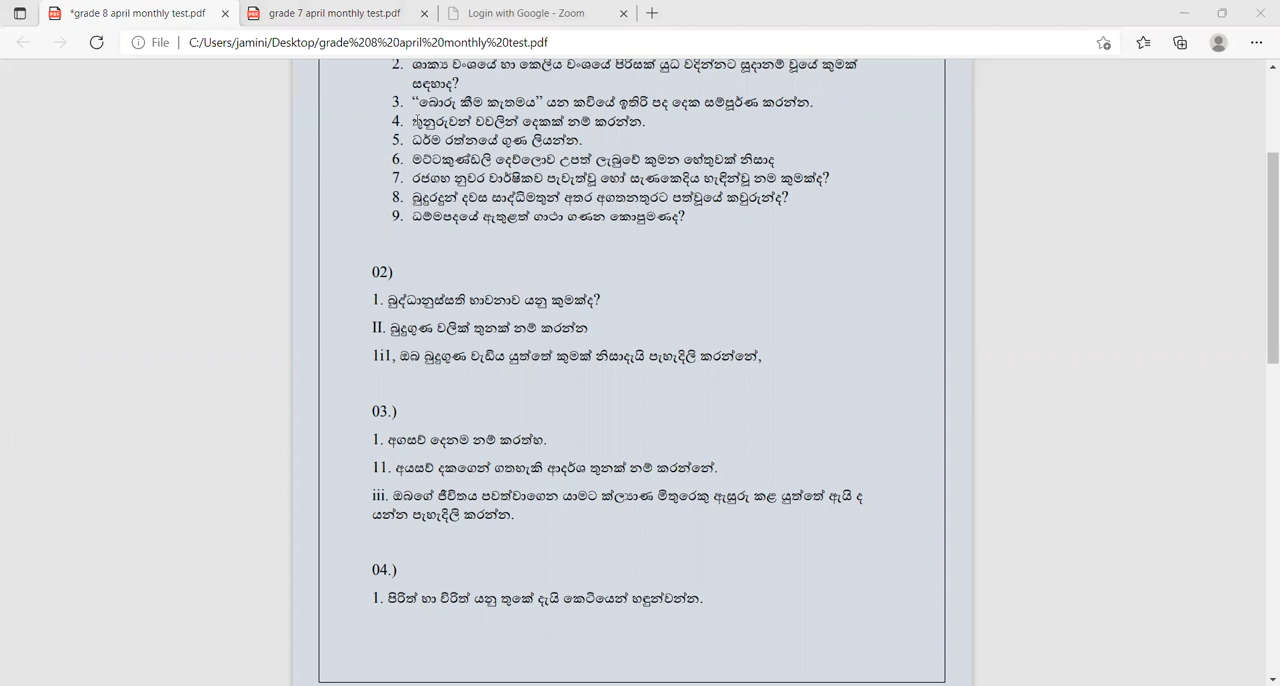 *grade 8 april monthly test.pdf
grade 7 april monthly test.pdf
Login with Google - Zoom
File | C:/Users/jamini/Desktop/grade%208%20april%20monthly%20test.pdf
2. ශාක්‍ය වංශයේ හා කෙලිය වංශයේ පිරිසක් යුධ වදින්නට සූදානම් වූයේ කුමක්
සඳහාද?
3. “බොරු කීම කැතමය” යන කවියේ ඉතිරි පද දෙක සම්පූර්ණ කරන්න.
4. තුනුරුවන් වවලින් දෙකක් නම් කරන්න.
5. ධර්ම රත්නයේ ගුණ ලියන්න.
6. මට්ටකුණ්ඩලි දෙව්ලොව උපත් ලැබුවේ කුමන හේතුවක් නිසාද
7. රජගහ නුවර වාර්ෂිකව පැවැත්වූ හෝ සැණකෙළිය හැඳින්වූ නම කුමක්ද?
8. බුදුරදුන් දවස සාද්ධිමතුන් අතර අගතනතුරට පත්වූයේ කවුරුන්ද?
9. ධම්මපදයේ ඇතුළත් ගාථා ගණන කොපුමණද?
02)
1. බුද්ධානුස්සති භාවනාව යනු කුමක්ද?
II. බුදුගුණ වලික් තුනක් නම් කරන්න
1i1, ඔබ බුදුගුණ වැඩිය යුත්තේ කුමක් නිසාදැයි පැහැදිලි කරන්නේ,
03.)
1. අගසව් දෙනම නම් කරත්හ.
11. අයසව් දකගෙන් ගතහැකි ආදර්ශ තුනක් නම් කරන්නේ.
iii. ඔබගේ ජීවිතය පවත්වාගෙන යාමට ක්ල්‍යාණ මිතුරෙකු ඇසුරු කළ යුත්තේ ඇයි ද
යන්න පැහැදිලි කරන්න.
04.)
1. පිරිත් හා විරිත් යනු තුකේ දැයි කෙටියෙන් හඳුන්වන්න.